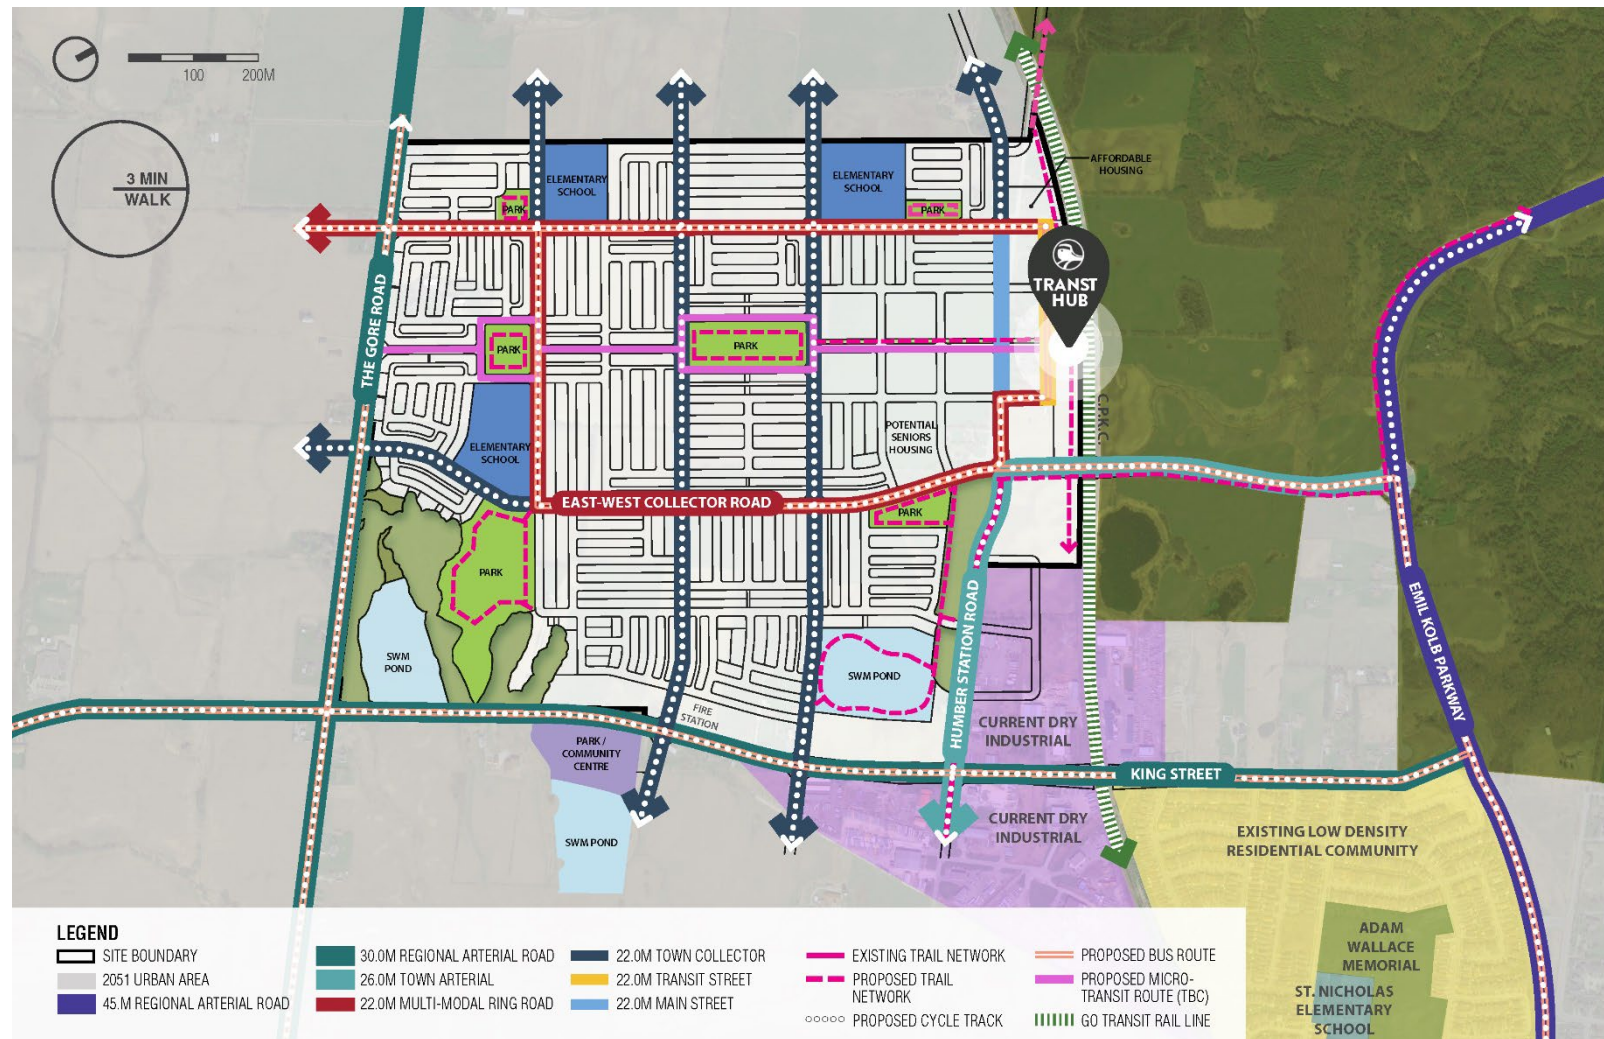 100
200M
3 MIN
WALK
AFFORDABLE
HOUSING
ELEMENTARY
SCHOOL
ELEMENTARY
SCHOOL
PARK
PARK
TRANST
HUB
THE GORE ROAD
PARK
PARK
C.P.K.C.
POTENTIAL
SENIORS
HOUSING
ELEMENTARY
SCHOOL
EAST-WEST COLLECTOR ROAD
PARK
PARK
HUMBER STATION ROAD
EMIL KOLB PARKWAY
SWM
POND
SWM POND
FIRE
STATION
CURRENT DRY
INDUSTRIAL
PARK /
COMMUNITY
CENTRE
KING STREET
SWM POND
CURRENT DRY
INDUSTRIAL
EXISTING LOW DENSITY
RESIDENTIAL COMMUNITY
ADAM
WALLACE
MEMORIAL
ST. NICHOLAS
ELEMENTARY
SCHOOL
LEGEND
SITE BOUNDARY
2051 URBAN AREA
45.M REGIONAL ARTERIAL ROAD
30.0M REGIONAL ARTERIAL ROAD
26.0M TOWN ARTERIAL
22.0M MULTI-MODAL RING ROAD
22.0M TOWN COLLECTOR
22.0M TRANSIT STREET
22.0M MAIN STREET
EXISTING TRAIL NETWORK
PROPOSED TRAIL
NETWORK
PROPOSED CYCLE TRACK
PROPOSED BUS ROUTE
PROPOSED MICRO-
TRANSIT ROUTE (TBC)
GO TRANSIT RAIL LINE